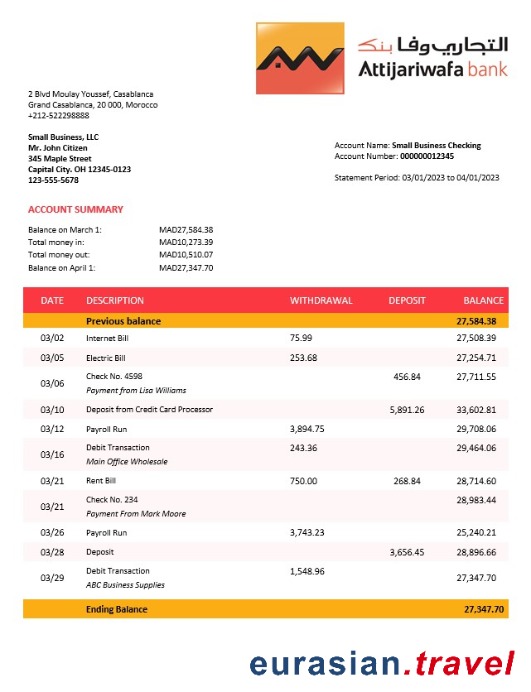 التجاري وفا بنك
Attijariwafa bank
2 Blvd Moulay Youssef, Casablanca
Grand Casablanca, 20 000, Morocco
+212-522298888
Small Business, LLC
Mr. John Citizen
345 Maple Street
Capital City. OH 12345-0123
123-555-5678
Account Name: Small Business Checking
Account Number: 000000012345
Statement Period: 03/01/2023 to 04/01/2023
ACCOUNT SUMMARY
Balance on March 1: MAD27,584.38
Total money in: MAD10,273.39
Total money out: MAD10,510.07
Balance on April 1: MAD27,347.70
DATE DESCRIPTION WITHDRAWAL DEPOSIT BALANCE
Previous balance 27,584.38
03/02 Internet Bill 75.99 27,508.39
03/05 Electric Bill 253.68 27,254.71
03/06 Check No. 4598 456.84 27,711.55
Payment from Lisa Williams
03/10 Deposit from Credit Card Processor 5,891.26 33,602.81
03/12 Payroll Run 3,894.75 29,708.06
03/16 Debit Transaction 243.36 29,464.06
Main Office Wholesale
03/21 Rent Bill 750.00 268.84 28,714.60
03/21 Check No. 234 28,983.44
Payment From Mark Moore
03/26 Payroll Run 3,743.23 25,240.21
03/28 Deposit 3,656.45 28,896.66
03/29 Debit Transaction 1,548.96 27,347.70
ABC Business Supplies
Ending Balance 27,347.70
eurasian.travel